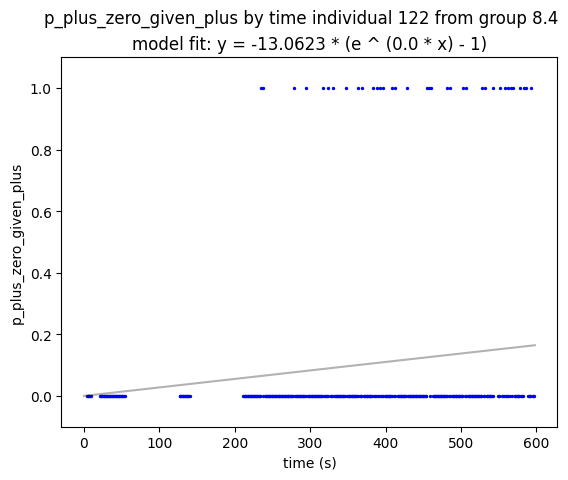 p_plus_zero_given_plus by time individual 122 from group 8.4
model fit: y = -13.0623 * (e ^ (0.0 * x) - 1)
1.0
0.8
0.6
0.4
0.2
0.0
p_plus_zero_given_plus
0 100 200 300 400 500 600
time (s)